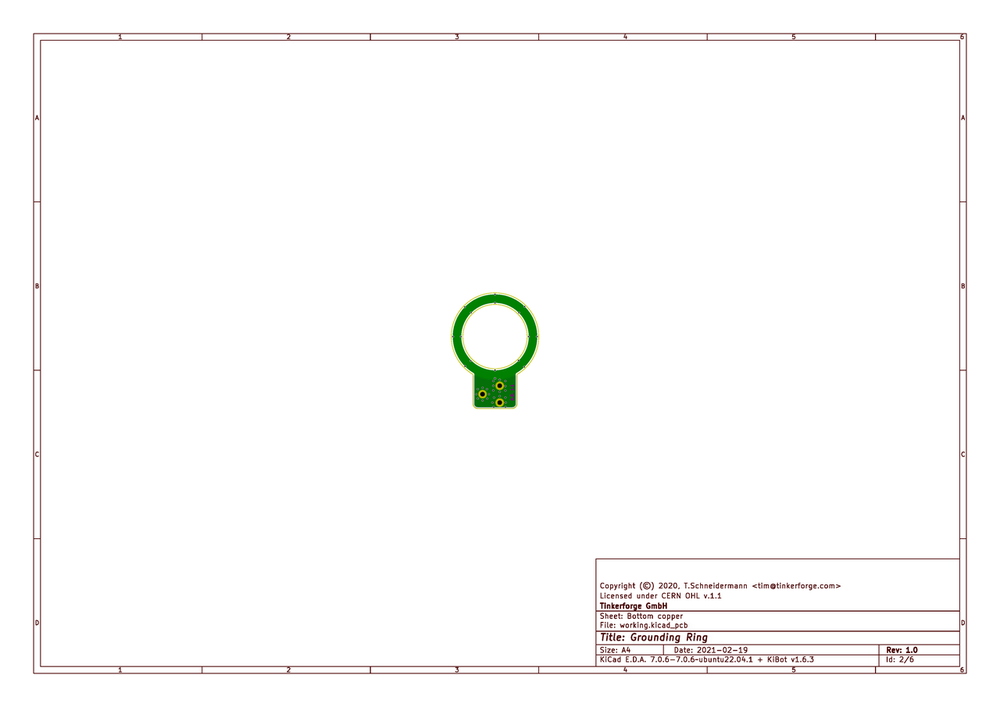 1 2 3 4 5 6
A A
B B
C C
D D
Copyright (©) 2020, T.Schneidermann <tim@tinkerforge.com>
Licensed under CERN OHL v.1.1
Tinkerforge GmbH
Sheet: Bottom copper
File: working.kicad_pcb
Title: Grounding Ring
Size: A4 Date: 2021-02-19 Rev: 1.0
KiCad E.D.A. 7.0.6-7.0.6-ubuntu22.04.1 + KiBot v1.6.3 Id: 2/6
1 2 3 4 5 6